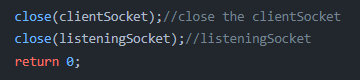 close(clientSocket);//close the clientSocket
close(listeningSocket);//listeningSocket
return 0;